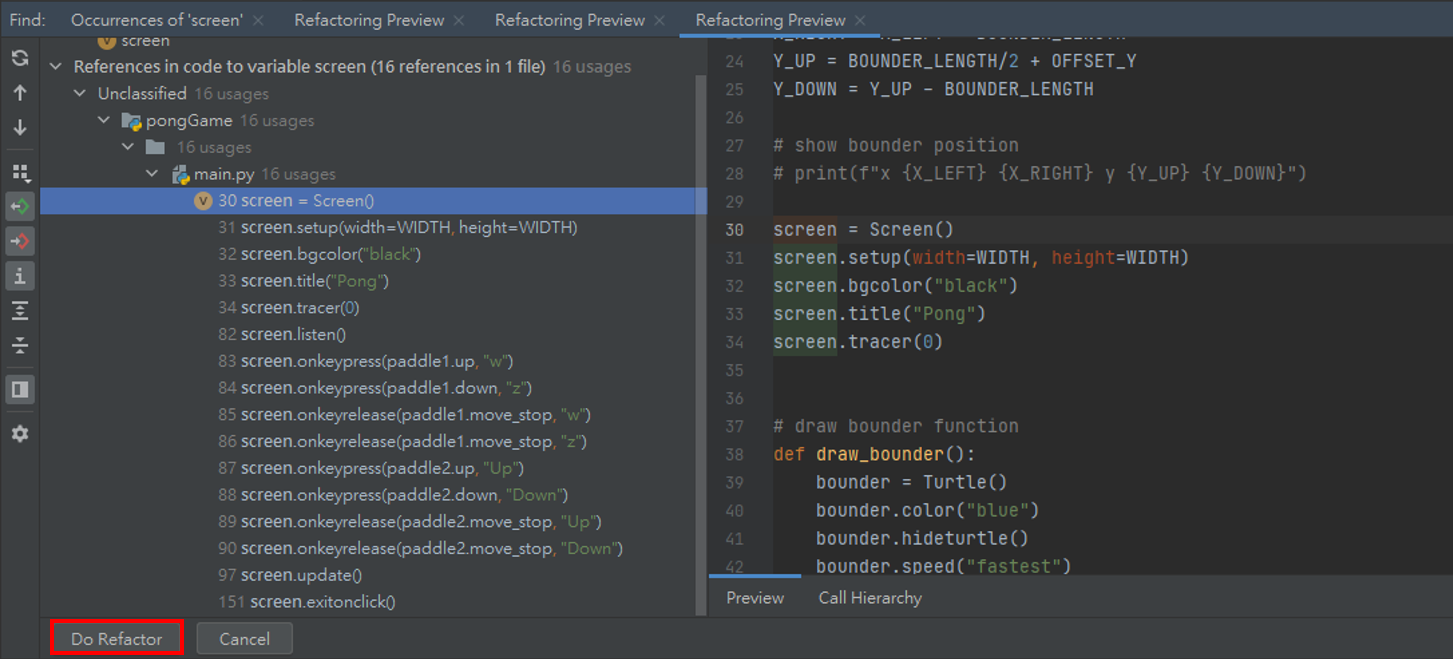 Find: Occurrences of 'screen' Refactoring Preview Refactoring Preview Refactoring Preview
screen
References in code to variable screen (16 references in 1 file) 16 usages
Unclassified 16 usages
pongGame 16 usages
16 usages
main.py 16 usages
30 screen = Screen()
31 screen.setup(width=WIDTH, height=WIDTH)
32 screen.bgcolor("black")
33 screen.title("Pong")
34 screen.tracer(0)
82 screen.listen()
83 screen.onkeypress(paddle1.up, "w")
84 screen.onkeypress(paddle1.down, "z")
85 screen.onkeyrelease(paddle1.move_stop, "w")
86 screen.onkeyrelease(paddle1.move_stop, "z")
87 screen.onkeypress(paddle2.up, "Up")
88 screen.onkeypress(paddle2.down, "Down")
89 screen.onkeyrelease(paddle2.move_stop, "Up")
90 screen.onkeyrelease(paddle2.move_stop, "Down")
97 screen.update()
151 screen.exitonclick()
24 Y_UP = BOUNDER_LENGTH/2 + OFFSET_Y
25 Y_DOWN = Y_UP - BOUNDER_LENGTH
26
27 # show bounder position
28 # print(f"x {X_LEFT} {X_RIGHT} y {Y_UP} {Y_DOWN}")
29
30 screen = Screen()
31 screen.setup(width=WIDTH, height=WIDTH)
32 screen.bgcolor("black")
33 screen.title("Pong")
34 screen.tracer(0)
35
36
37 # draw bounder function
38 def draw_bounder():
39 bounder = Turtle()
40 bounder.color("blue")
41 bounder.hideturtle()
42 bounder.speed("fastest")
Preview Call Hierarchy
Do Refactor Cancel